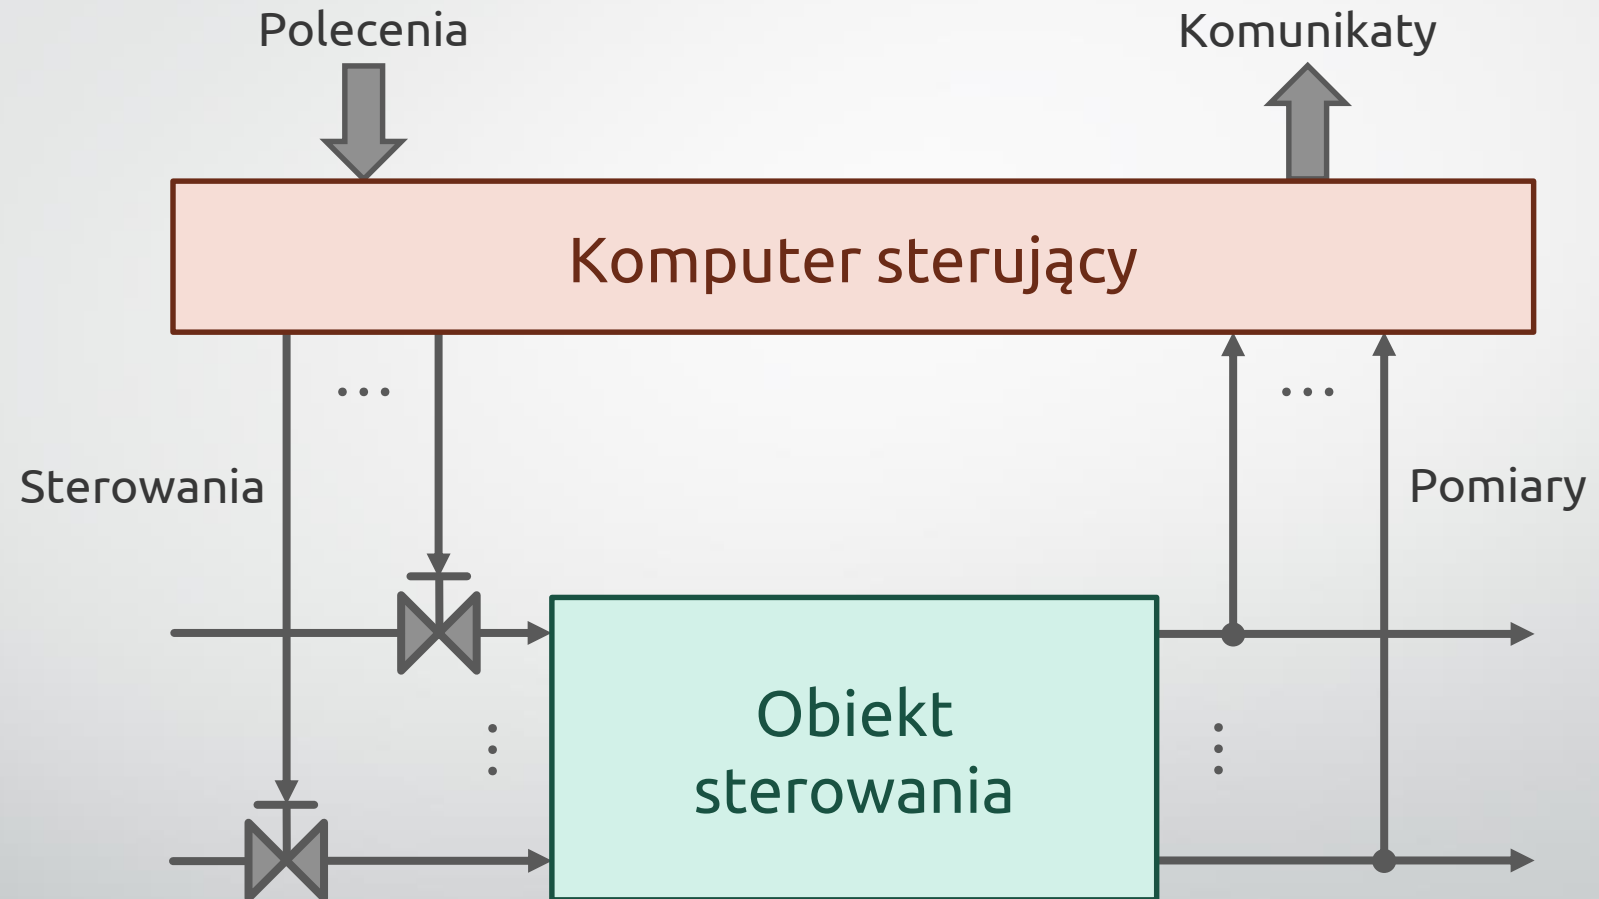 Polecenia
Komunikaty
Komputer sterujący
...
...
Sterowania
Pomiary
Obiekt
sterowania